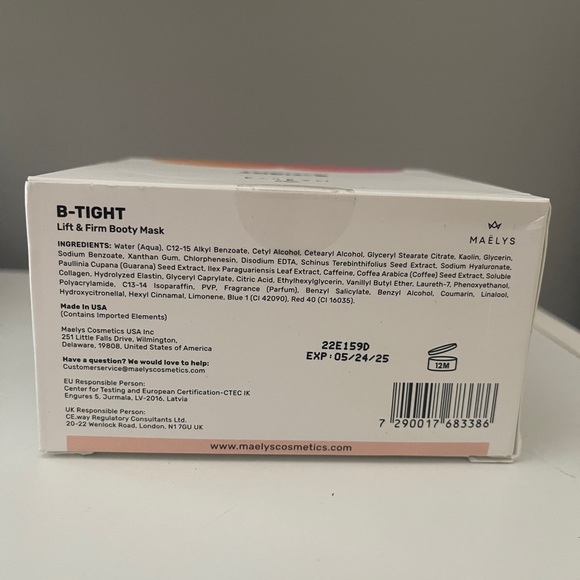 B-TIGHT
Lift & Firm Booty Mask
MAËLYS
INGREDIENTS: Water (Aqua), C12-15 Alkyl Benzoate, Cetyl Alcohol, Cetearyl Alcohol, Glyceryl Stearate Citrate, Kaolin, Glycerin,
Sodium Benzoate, Xanthan Gum, Chlorphenesin, Disodium EDTA, Schinus Terebinthifolius Seed Extract, Sodium Hyaluronate,
Paullinia Cupana (Guarana) Seed Extract, Ilex Paraguariensis Leaf Extract, Caffeine, Coffea Arabica (Coffee) Seed Extract, Soluble
Collagen, Hydrolyzed Elastin, Glyceryl Caprylate, Citric Acid, Ethylhexylglycerin, Vanillyl Butyl Ether, Laureth-7, Phenoxyethanol,
Polyacrylamide, C13-14 Isoparaffin, PVP, Fragrance (Parfum), Benzyl Salicylate, Benzyl Alcohol, Coumarin, Linalool,
Hydroxycitronellal, Hexyl Cinnamal, Limonene, Blue 1 (CI 42090), Red 40 (CI 16035).
Made In USA
(Contains Imported Elements)
Maelys Cosmetics USA Inc
251 Little Falls Drive, Wilmington,
Delaware, 19808, United States of America
Have a question? We would love to help:
Customerservice@maelyscosmetics.com
EU Responsible Person:
Center for Testing and European Certification-CTEC IK
Engures 5, Jurmala, LV-2016, Latvia
UK Responsible Person:
CE.way Regulatory Consultants Ltd.
20-22 Wenlock Road, London, N1 7GU UK
22E159D
EXP:05/24/25
12M
7 290017 683386
www.maelyscosmetics.com